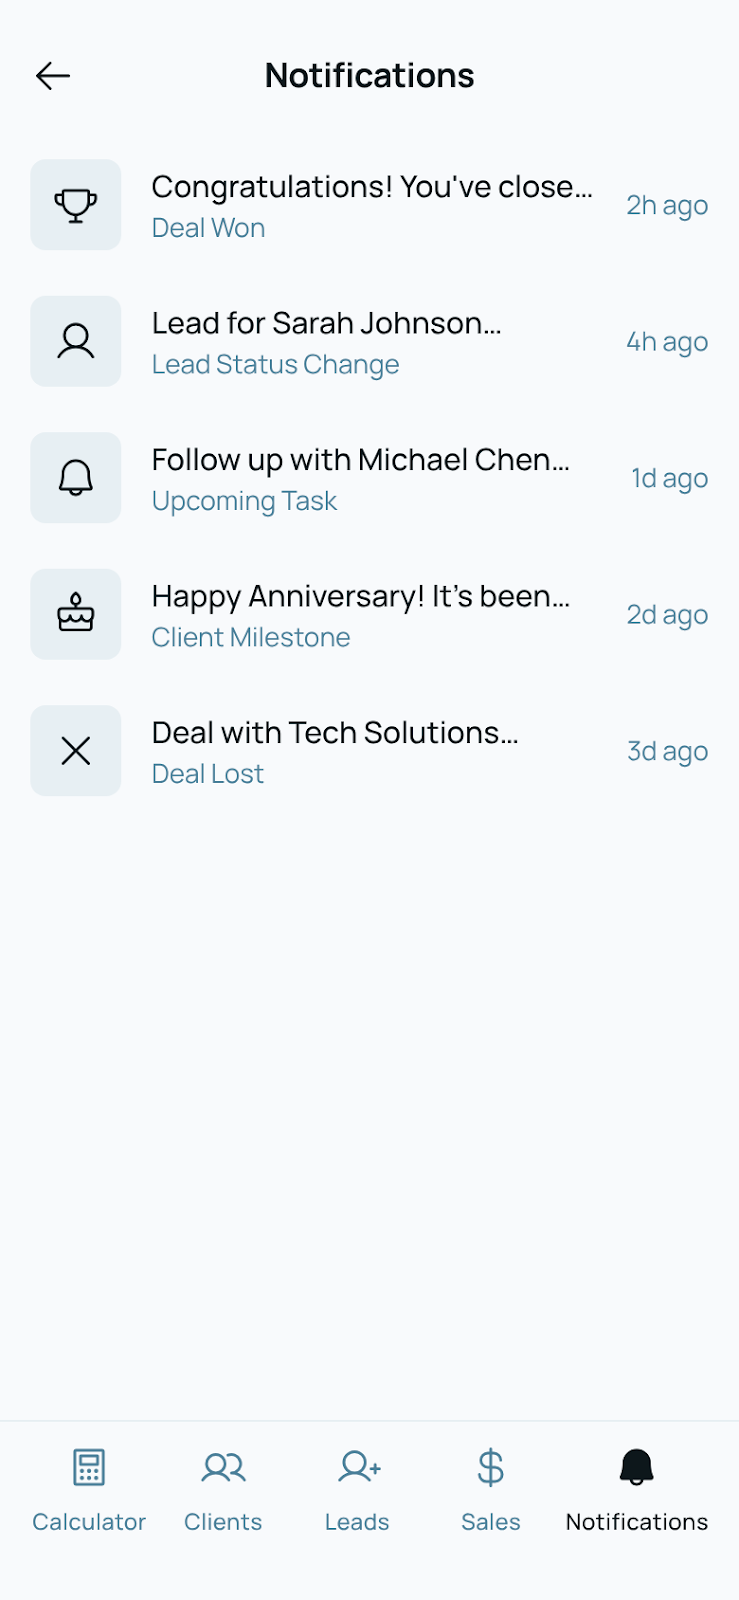 Notifications
Congratulations! You've close...
Deal Won
2h ago
Lead for Sarah Johnson...
Lead Status Change
4h ago
Follow up with Michael Chen...
Upcoming Task
1d ago
Happy Anniversary! It’s been...
Client Milestone
2d ago
Deal with Tech Solutions...
Deal Lost
3d ago
Calculator
Clients
Leads
Sales
Notifications